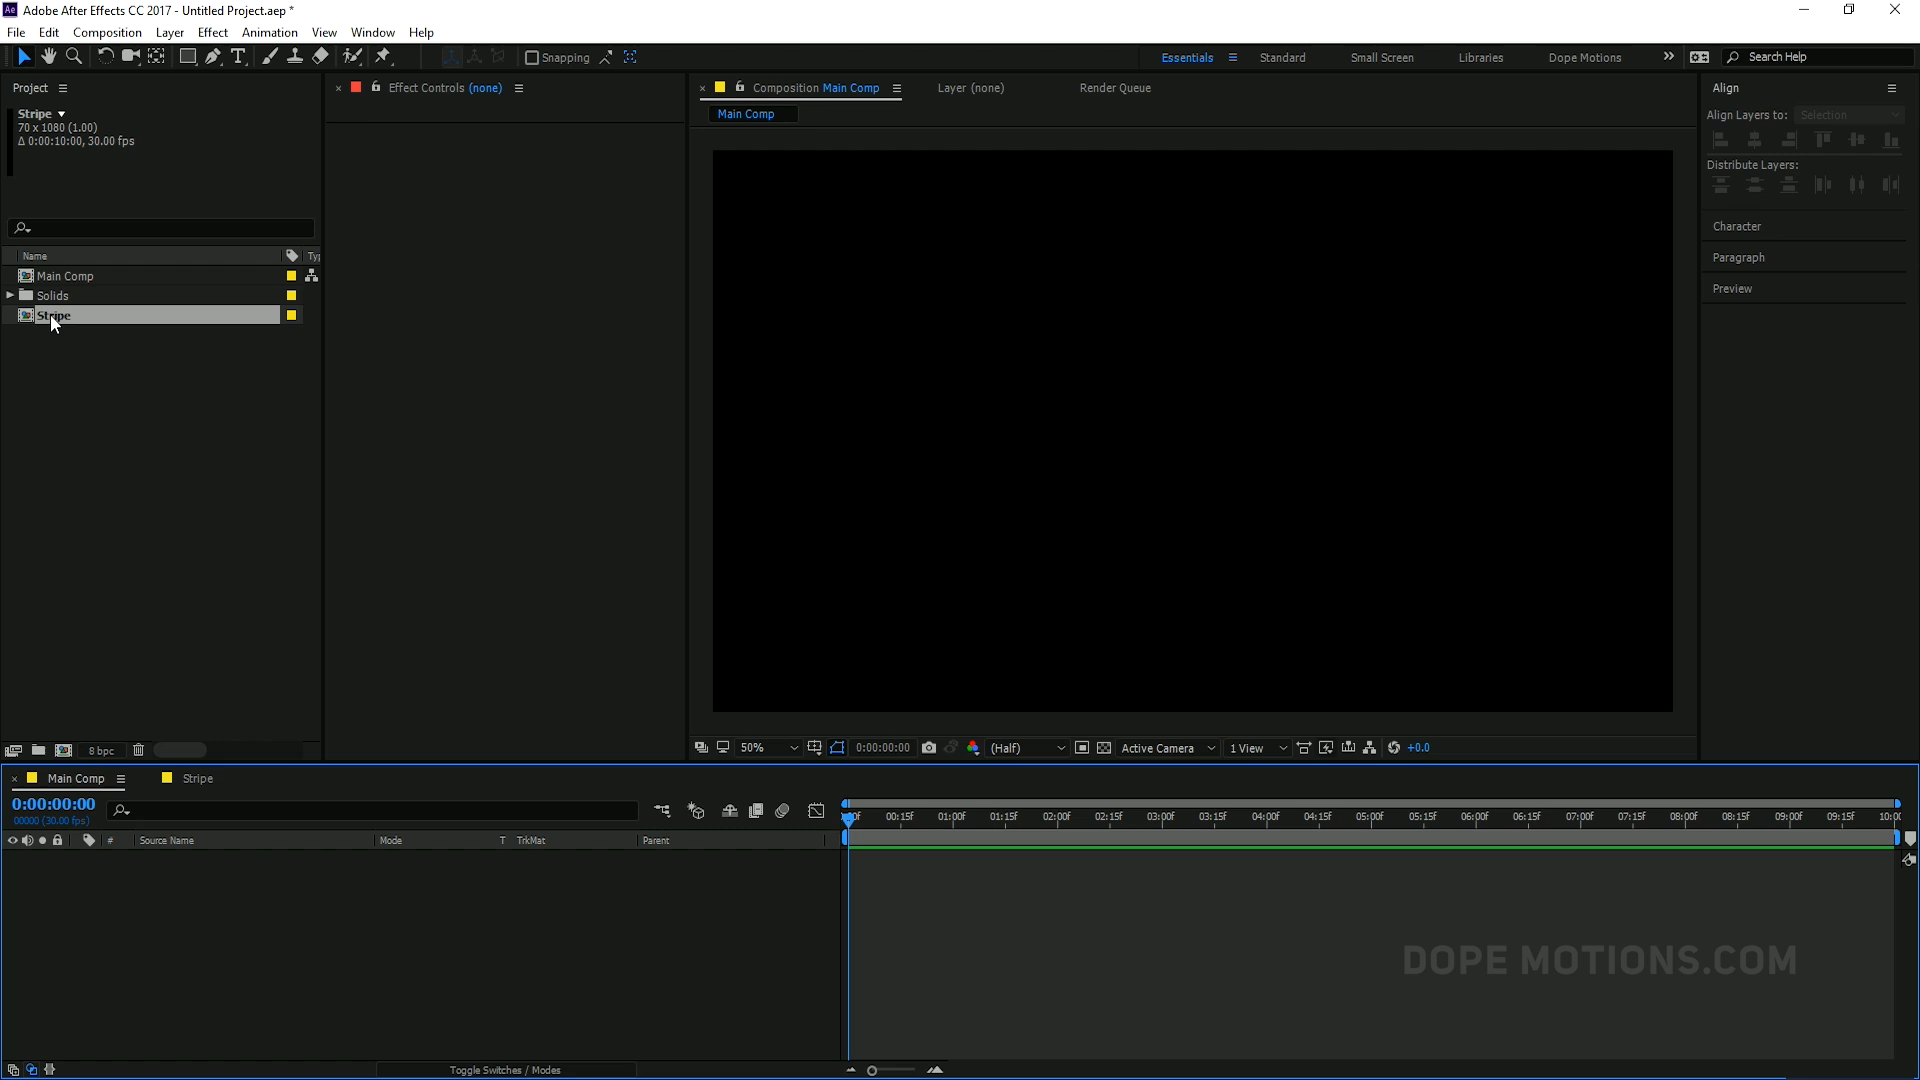 Ae Adobe After Effects CC 2017 - Untitled Project.aep *
File Edit Composition Layer Effect Animation View Window Help
Snapping Essentials Standard Small Screen Libraries Dope Motions Search Help
Project Effect Controls (none) Composition Main Comp Layer (none) Render Queue Align
Stripe Main Comp Align Layers to: Selection
70 x 1080 (1.00)
Δ 0:00:10:00, 30.00 fps
Distribute Layers:
Character
Paragraph
Preview
Name Typ
Main Comp
Solids
Stripe
8 bpc 50% 0:00:00:00 (Half) Active Camera 1 View +0.0
Main Comp Stripe
0:00:00:00
00000 (30.00 fps)
00:15f 01:00f 01:15f 02:00f 02:15f 03:00f 03:15f 04:00f 04:15f 05:00f 05:15f 06:00f 06:15f 07:00f 07:15f 08:00f 08:15f 09:00f 09:15f 10:0
# Source Name Mode T TrkMat Parent
DOPE MOTIONS.COM
Toggle Switches / Modes